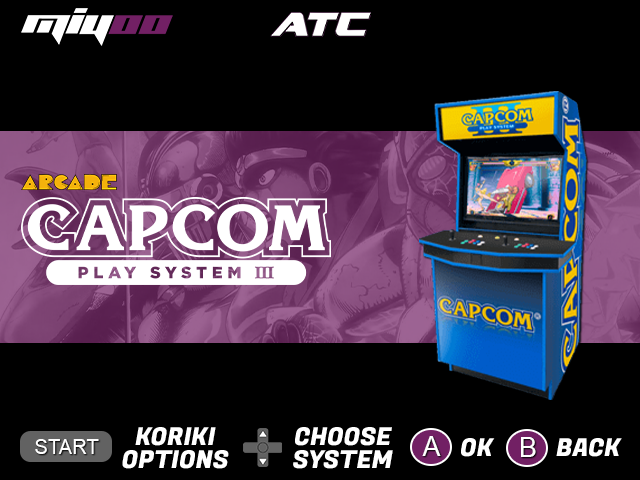 miyoo
ATC
CAPCOM
PLAY SYSTEM
III
CAPCOM
ARCADE
CAPCOM
PLAY SYSTEM III
CAPCOM
START
KORIKI
OPTIONS
CHOOSE
SYSTEM
A
OK
B
BACK